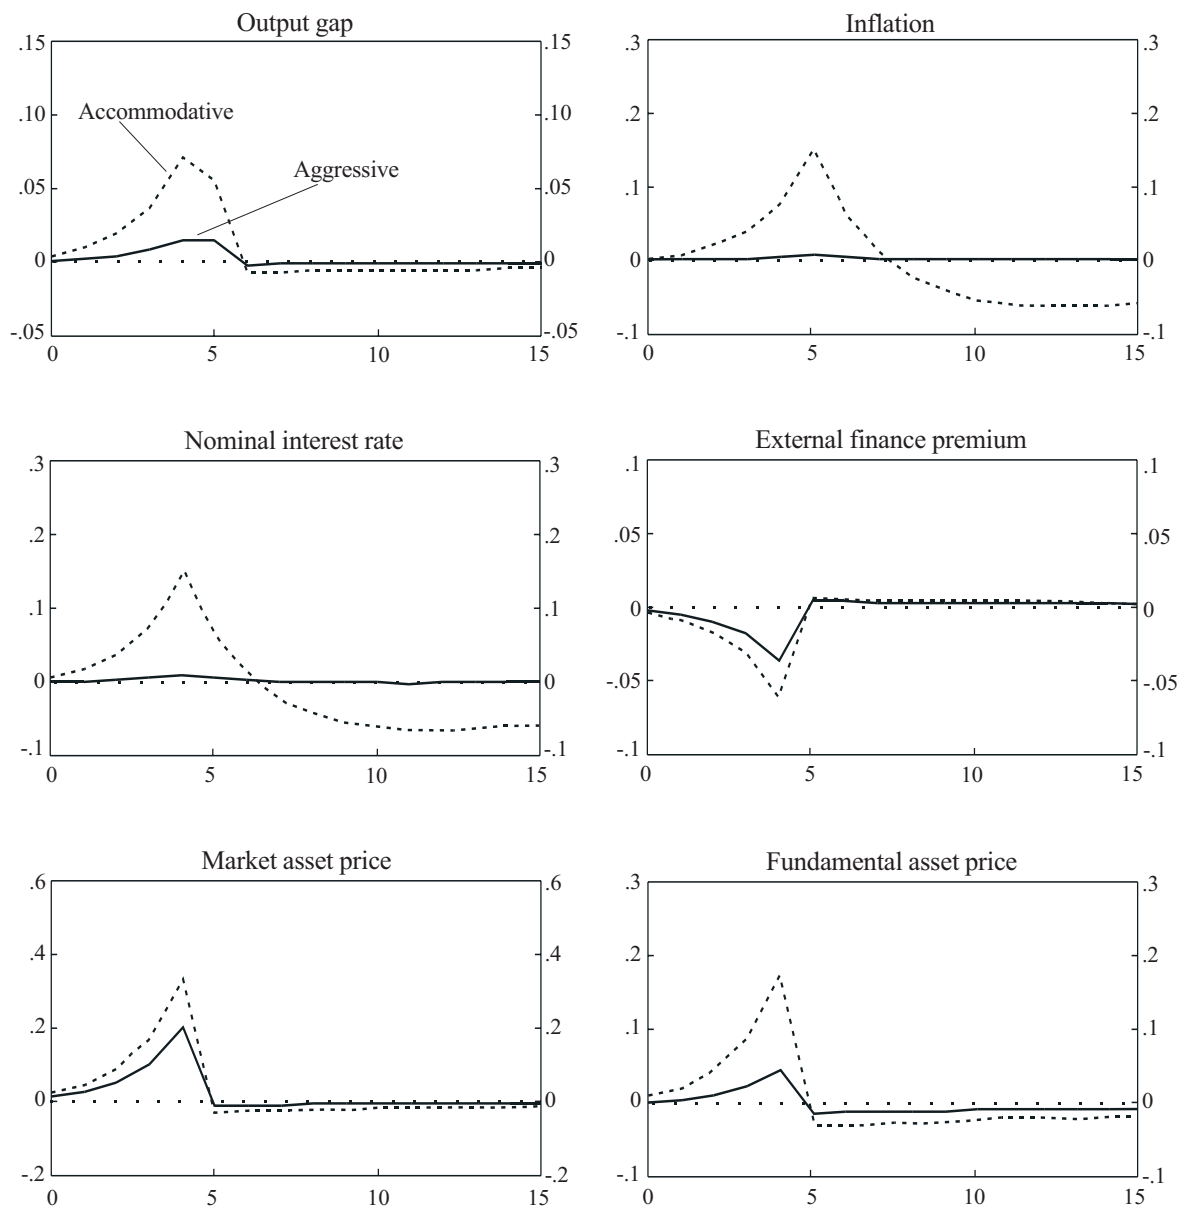 Output gap
.15 .15
.10 .10
Accommodative
Aggressive
.05 .05
0 0
-.05 -.05
0 5 10 15
Inflation
.3 .3
.2 .2
.1 .1
0 0
-.1 -.1
0 5 10 15
Nominal interest rate
.3 .3
.2 .2
.1 .1
0 0
-.1 -.1
0 5 10 15
External finance premium
.1 .1
.05 .05
0 0
-.05 -.05
-.1 -.1
0 5 10 15
Market asset price
.6 .6
.4 .4
.2 .2
0 0
-.2 -.2
0 5 10 15
Fundamental asset price
.3 .3
.2 .2
.1 .1
0 0
-.1 -.1
0 5 10 15